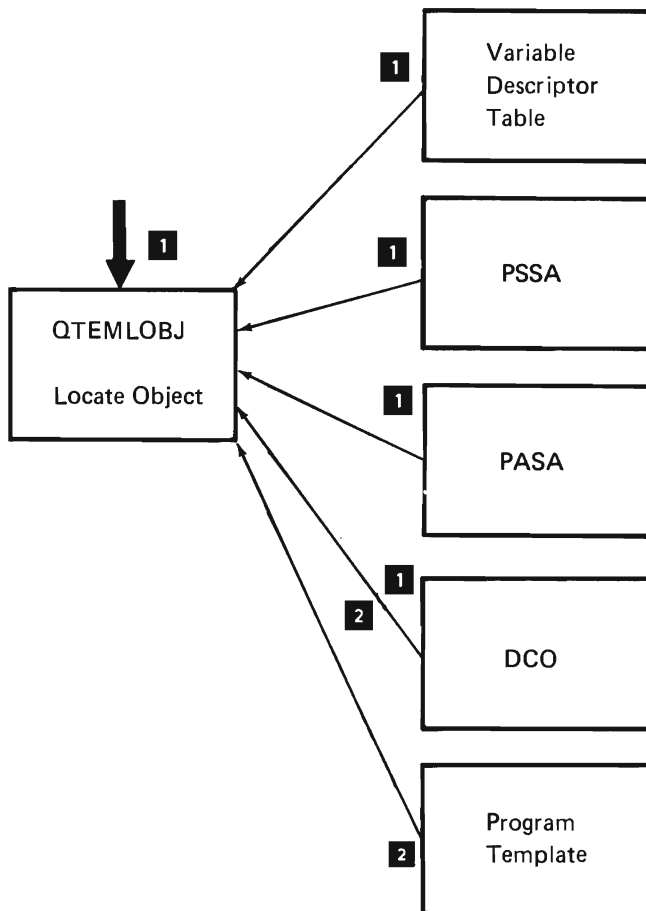 1
Variable
Descriptor
Table
1
1
PSSA
QTEMLOBJ
Locate Object
1
PASA
1
2
DCO
2
Program
Template